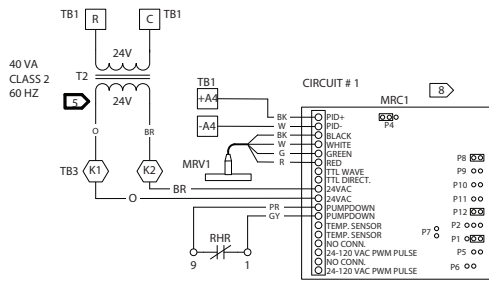 TB1 R C TB1
24V
40 VA
CLASS 2
60 HZ
T2
5
24V
O BR
TB3 K1 K2
BR
O
TB1
+A4
-A4
MRV1
CIRCUIT # 1
8
MRC1
BK PID+
W PID-
BK BLACK
W WHITE
G GREEN
R RED
TTL WAVE
TTL DIRECT.
24VAC
24VAC
PR PUMPDOWN
GY PUMPDOWN
TEMP. SENSOR
TEMP. SENSOR
NO CONN.
24-120 VAC PWM PULSE
NO CONN.
24-120 VAC PWM PULSE
P4
P8
P9
P10
P11
P12
P2
P7
P1
P5
P6
RHR
9 1